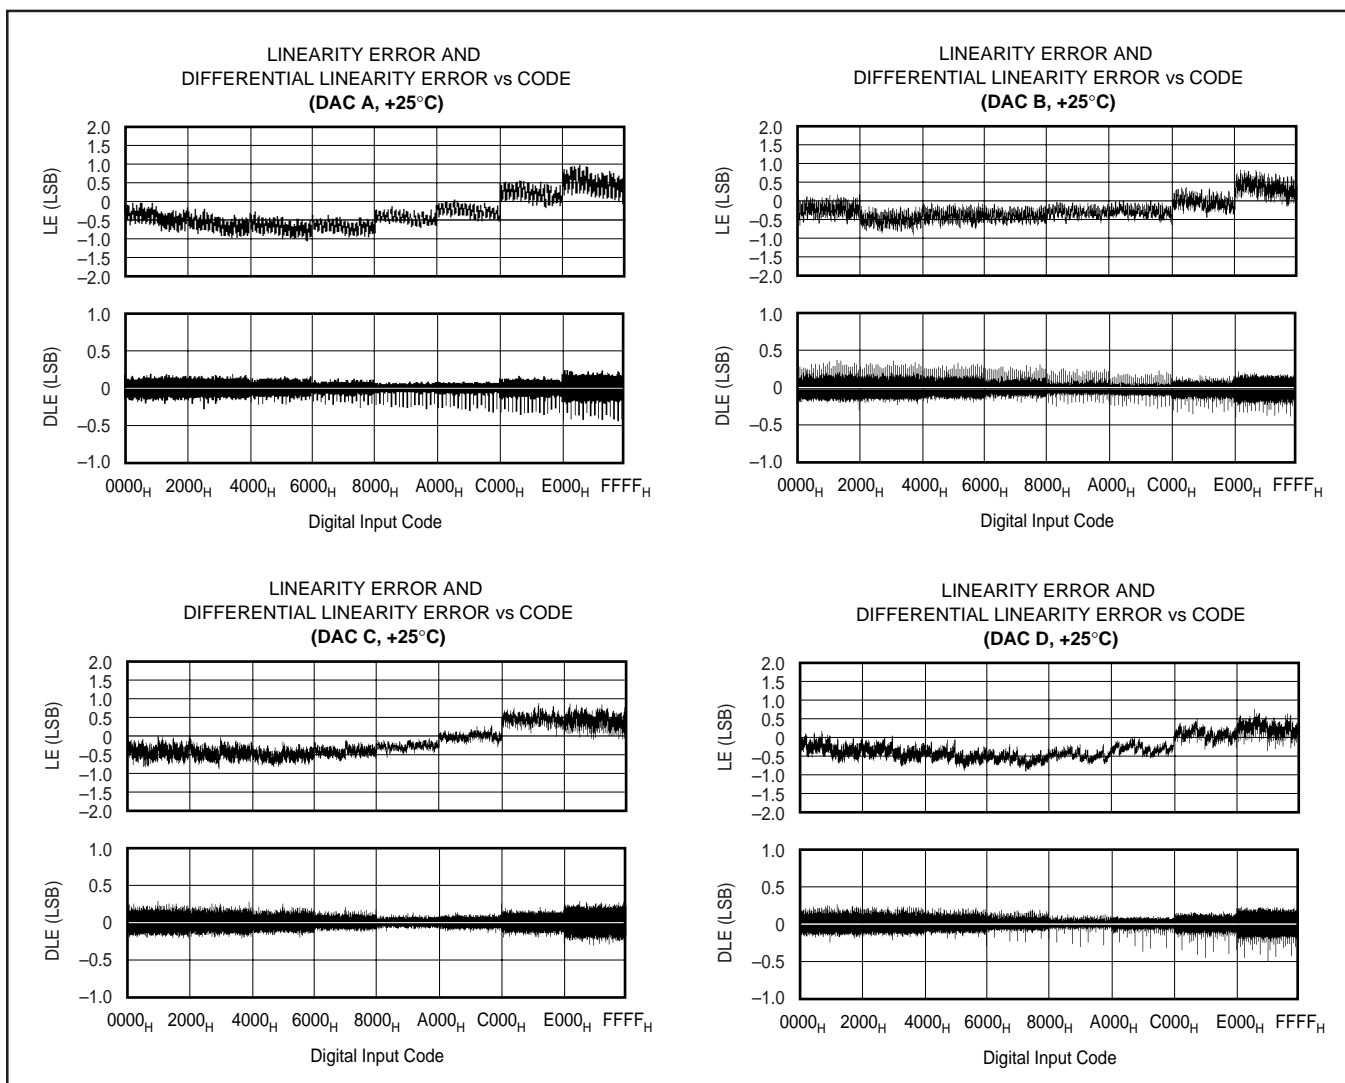 LINEARITY ERROR AND
DIFFERENTIAL LINEARITY ERROR vs CODE
(DAC A, +25°C)
2.0
1.5
1.0
0.5
0
–0.5
–1.0
–1.5
–2.0
LE (LSB)
1.0
0.5
0
–0.5
–1.0
DLE (LSB)
0000H 2000H 4000H 6000H 8000H A000H C000H E000H FFFFH
Digital Input Code
LINEARITY ERROR AND
DIFFERENTIAL LINEARITY ERROR vs CODE
(DAC B, +25°C)
2.0
1.5
1.0
0.5
0
–0.5
–1.0
–1.5
–2.0
LE (LSB)
1.0
0.5
0
–0.5
–1.0
DLE (LSB)
0000H 2000H 4000H 6000H 8000H A000H C000H E000H FFFFH
Digital Input Code
LINEARITY ERROR AND
DIFFERENTIAL LINEARITY ERROR vs CODE
(DAC C, +25°C)
2.0
1.5
1.0
0.5
0
–0.5
–1.0
–1.5
–2.0
LE (LSB)
1.0
0.5
0
–0.5
–1.0
DLE (LSB)
0000H 2000H 4000H 6000H 8000H A000H C000H E000H FFFFH
Digital Input Code
LINEARITY ERROR AND
DIFFERENTIAL LINEARITY ERROR vs CODE
(DAC D, +25°C)
2.0
1.5
1.0
0.5
0
–0.5
–1.0
–1.5
–2.0
LE (LSB)
1.0
0.5
0
–0.5
–1.0
DLE (LSB)
0000H 2000H 4000H 6000H 8000H A000H C000H E000H FFFFH
Digital Input Code